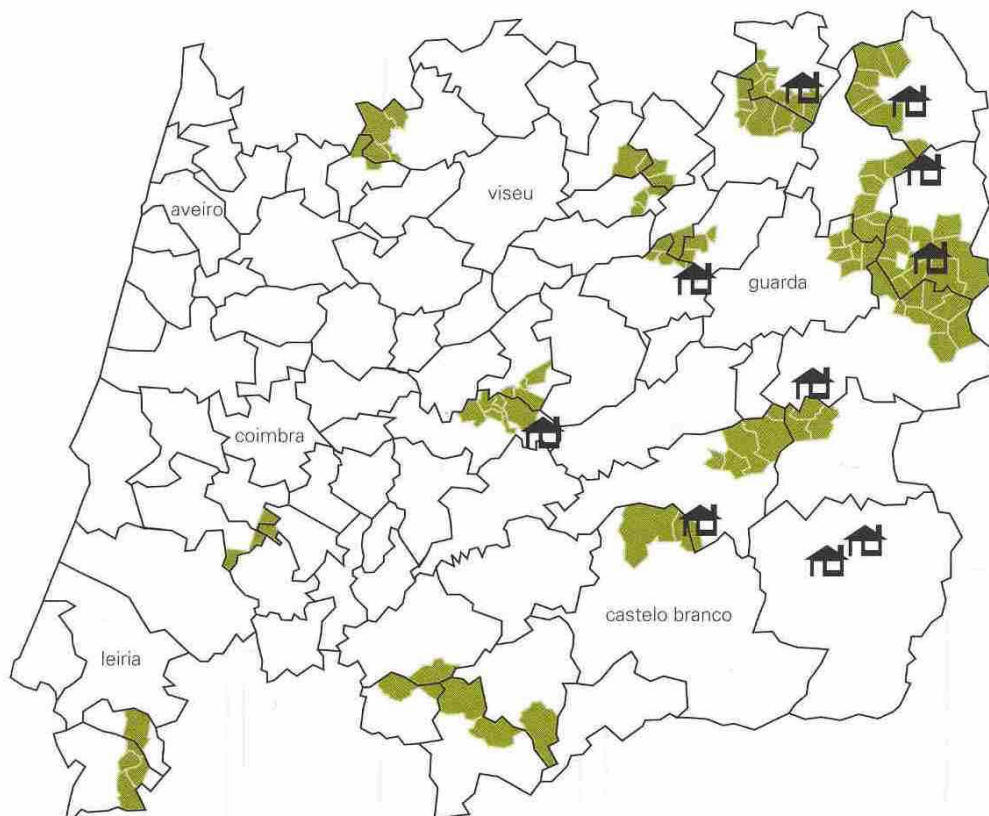 viseu
aveiro
guarda
coimbra
castelo branco
leiria